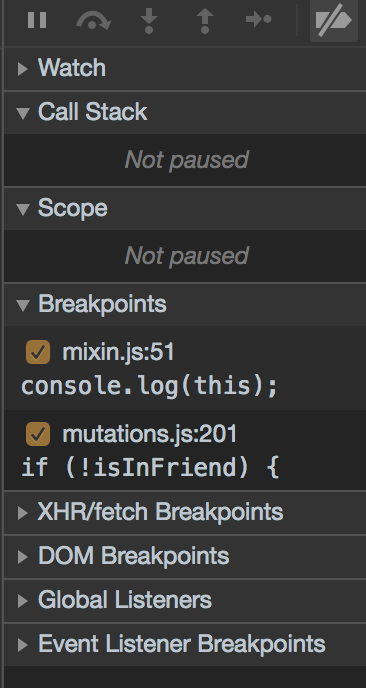 Watch
Call Stack
Not paused
Scope
Not paused
Breakpoints
mixin.js:51
console.log(this);
mutations.js:201
if (!isInFriend) {
XHR/fetch Breakpoints
DOM Breakpoints
Global Listeners
Event Listener Breakpoints